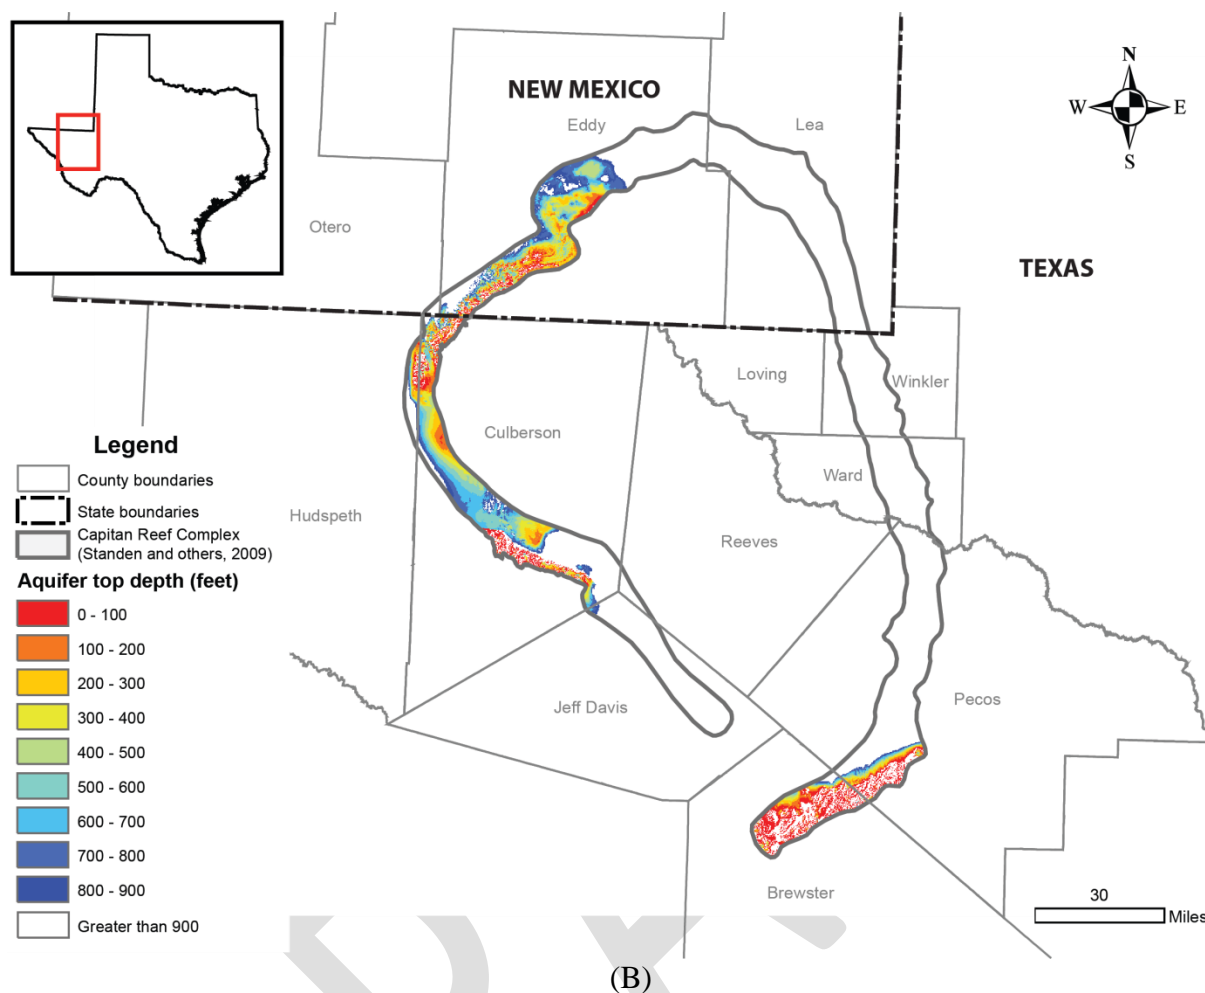 N
W
E
S
NEW MEXICO
Eddy
Lea
Otero
TEXAS
Loving
Winkler
Culberson
Ward
Hudspeth
Reeves
Jeff Davis
Pecos
Brewster
Legend
County boundaries
State boundaries
Capitan Reef Complex
(Standen and others, 2009)
Aquifer top depth (feet)
0 - 100
100 - 200
200 - 300
300 - 400
400 - 500
500 - 600
600 - 700
700 - 800
800 - 900
Greater than 900
30
Miles
(B)